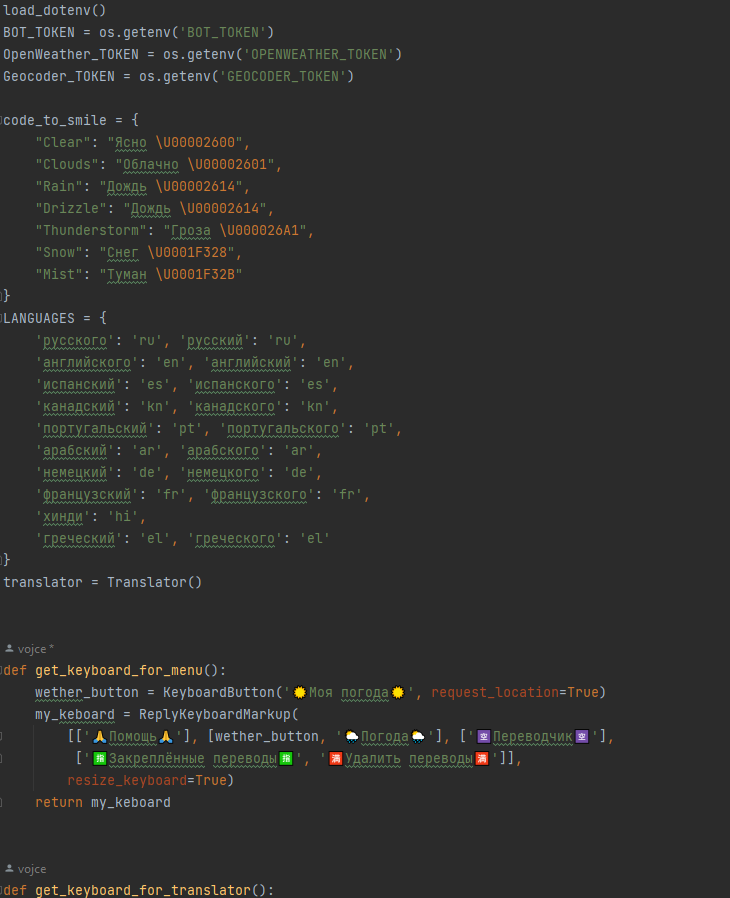 load_dotenv()
BOT_TOKEN = os.getenv('BOT_TOKEN')
OpenWeather_TOKEN = os.getenv('OPENWEATHER_TOKEN')
Geocoder_TOKEN = os.getenv('GEOCODER_TOKEN')
code_to_smile = {
"Clear": "Ясно \U00002600",
"Clouds": "Облачно \U00002601",
"Rain": "Дождь \U00002614",
"Drizzle": "Дождь \U00002614",
"Thunderstorm": "Гроза \U000026A1",
"Snow": "Снег \U0001F328",
"Mist": "Туман \U0001F32B"
}
LANGUAGES = {
'русского': 'ru', 'русский': 'ru',
'английского': 'en', 'английский': 'en',
'испанский': 'es', 'испанского': 'es',
'канадский': 'kn', 'канадского': 'kn',
'португальский': 'pt', 'португальского': 'pt',
'арабский': 'ar', 'арабского': 'ar',
'немецкий': 'de', 'немецкого': 'de',
'французский': 'fr', 'французского': 'fr',
'хинди': 'hi',
'греческий': 'el', 'греческого': 'el'
}
translator = Translator()
vojce *
def get_keyboard_for_menu():
wether_button = KeyboardButton('🌞Моя погода🌞', request_location=True)
my_keboard = ReplyKeyboardMarkup(
[['🙏Помощь🙏'], [wether_button, '🌦Погода🌦'], ['🈳Переводчик🈳'],
['🈯Закреплённые переводы🈯', '🈵Удалить переводы🈵']],
resize_keyboard=True)
return my_keboard
vojce
def get_keyboard_for_translator():